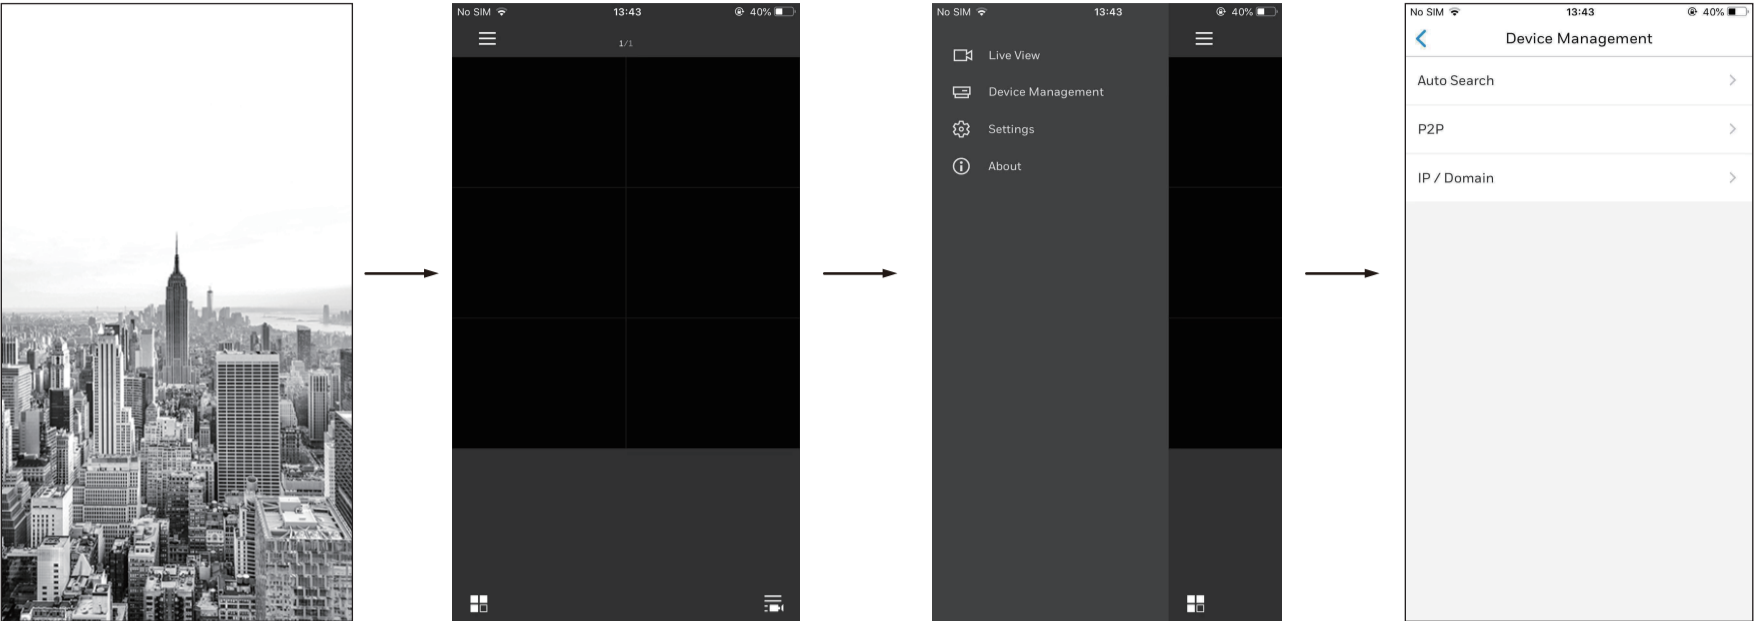 No SIM 13:43 40%
1/1
No SIM 13:43 40%
Live View
Device Management
Settings
About
No SIM 13:43 40%
Device Management
Auto Search
P2P
IP / Domain